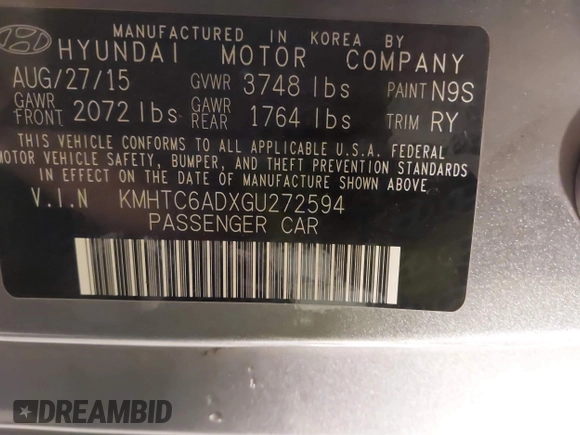 MANUFACTURED IN KOREA BY
HYUNDAI MOTOR COMPANY
AUG/27/15 GVWR 3748 lbs PAINT N9S
GAWR FRONT 2072 lbs GAWR REAR 1764 lbs TRIM RY
THIS VEHICLE CONFORMS TO ALL APPLICABLE U.S.A. FEDERAL
MOTOR VEHICLE SAFETY, BUMPER, AND THEFT PREVENTION STANDARDS
IN EFFECT ON THE DATE OF MANUFACTURE SHOWN ABOVE.
V.I.N KMHTC6ADXGU272594
PASSENGER CAR
DREAMBID